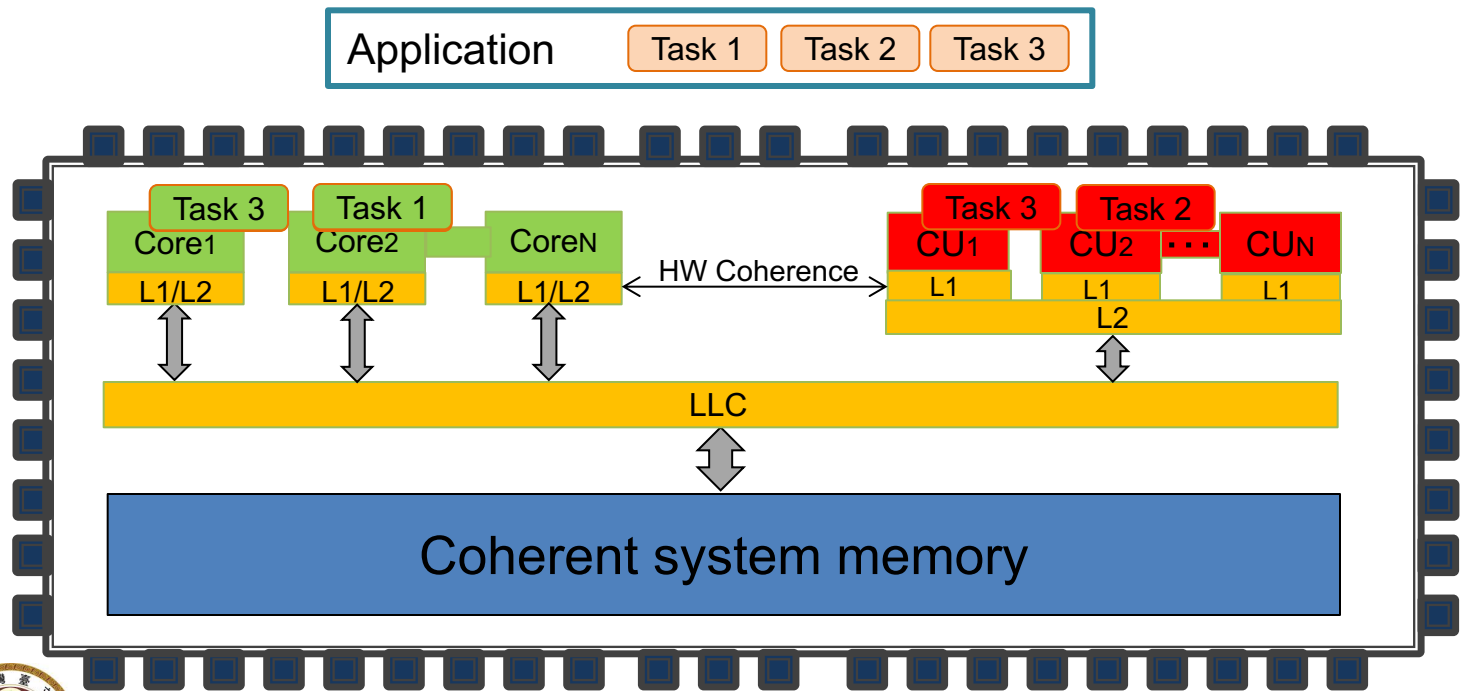 Application
Task 1
Task 2
Task 3
Task 3
Task 1
Task 3
Task 2
Core1
Core2
CoreN
CU1
CU2
...
CUN
HW Coherence
L1/L2
L1/L2
L1/L2
L1
L1
L1
L2
LLC
Coherent system memory